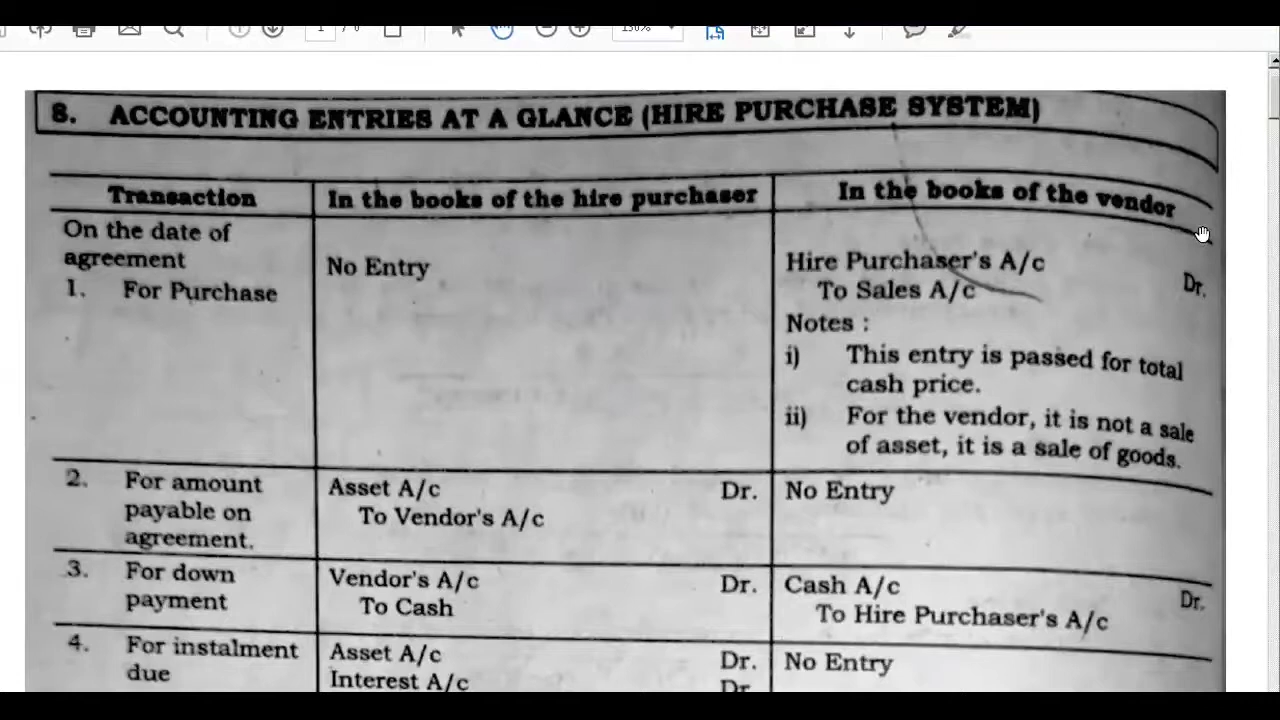 8. ACCOUNTING ENTRIES AT A GLANCE (HIRE PURCHASE SYSTEM)
Transaction In the books of the hire purchaser In the books of the vendor
On the date of
agreement
1. For Purchase
No Entry
Hire Purchaser's A/c Dr.
To Sales A/c
Notes :
i) This entry is passed for total
cash price.
ii) For the vendor, it is not a sale
of asset, it is a sale of goods.
2. For amount
payable on
agreement.
Asset A/c Dr.
To Vendor's A/c
No Entry
3. For down
payment
Vendor's A/c Dr.
To Cash
Cash A/c Dr.
To Hire Purchaser's A/c
4. For instalment
due
Asset A/c Dr.
Interest A/c Dr.
No Entry